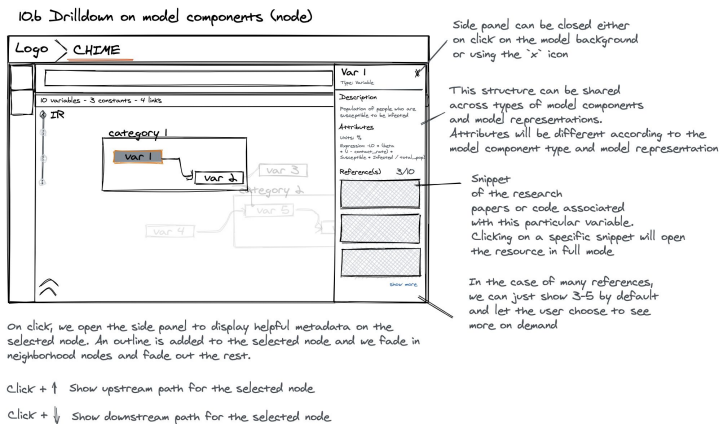 10.b Drilldown on model components (node)
Logo
CHIME
10 variables - 3 constants - 4 links
IR
category 1
var 1
var 2
var 3
category 2
var 5
var 4
Var 1
x
Type: Variable
Description
Population of people who are
susceptible to be infected
Attributes
Units: %
Expression: -(0 * ibeta
* (1 - contact_rate) *
Susceptible * Infected / total_popl
Reference(s) 3/10
show more
Side panel can be closed either
on click on the model background
or using the `x` icon
This structure can be shared
across types of model components
and model representations.
Attributes will be different according to the
model component type and model representation
Snippet
of the research
papers or code associated
with this particular variable.
Clicking on a specific snippet will open
the resource in full mode
In the case of many references,
we can just show 3-5 by default
and let the user choose to see
more on demand
On click, we open the side panel to display helpful metadata on the
selected node. An outline is added to the selected node and we fade in
neighborhood nodes and fade out the rest.
Click + ↑ Show upstream path for the selected node
Click + ↓ Show downstream path for the selected node